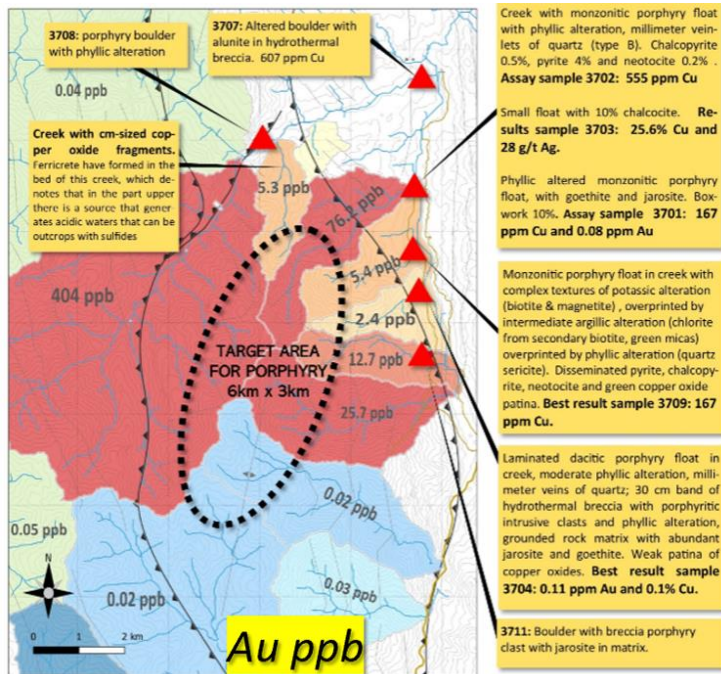 3708: porphyry boulder
with phyllic alteration
3707: Altered boulder with
alunite in hydrothermal
breccia. 607 ppm Cu
Creek with cm-sized cop-
per oxide fragments.
Ferricrete have formed in the
bed of this creek, which de-
notes that in the part upper
there is a source that gener-
ates acidic waters that can be
outcrops with sulfides
Creek with monzonitic porphyry float
with phyllic alteration, millimeter vein-
lets of quartz (type B). Chalcopyrite
0.5%, pyrite 4% and neotocite 0.2% .
Assay sample 3702: 555 ppm Cu
Small float with 10% chalcocite. Re-
sults sample 3703: 25.6% Cu and
28 g/t Ag.
Phyllic altered monzonitic porphyry
float, with goethite and jarosite. Box-
work 10%. Assay sample 3701: 167
ppm Cu and 0.08 ppm Au
Monzonitic porphyry float in creek with
complex textures of potassic alteration
(biotite & magnetite) , overprinted by
intermediate argillic alteration (chlorite
from secondary biotite, green micas)
overprinted by phyllic alteration (quartz
sericite). Disseminated pyrite, chalcopy-
rite, neotocite and green copper oxide
patina. Best result sample 3709: 167
ppm Cu.
Laminated dacitic porphyry float in
creek, moderate phyllic alteration, milli-
meter veins of quartz; 30 cm band of
hydrothermal breccia with porphyritic
intrusive clasts and phyllic alteration,
grounded rock matrix with abundant
jarosite and goethite. Weak patina of
copper oxides. Best result sample
3704: 0.11 ppm Au and 0.1% Cu.
3711: Boulder with breccia porphyry
clast with jarosite in matrix.
0.04 ppb
5.3 ppb
76.2 ppb
5.4 ppb
404 ppb
2.4 ppb
TARGET AREA
FOR PORPHYRY
6km x 3km
12.7 ppb
25.7 ppb
0.02 ppb
0.05 ppb
0.03 ppb
0.02 ppb
N
0 1 2 km
Au ppb